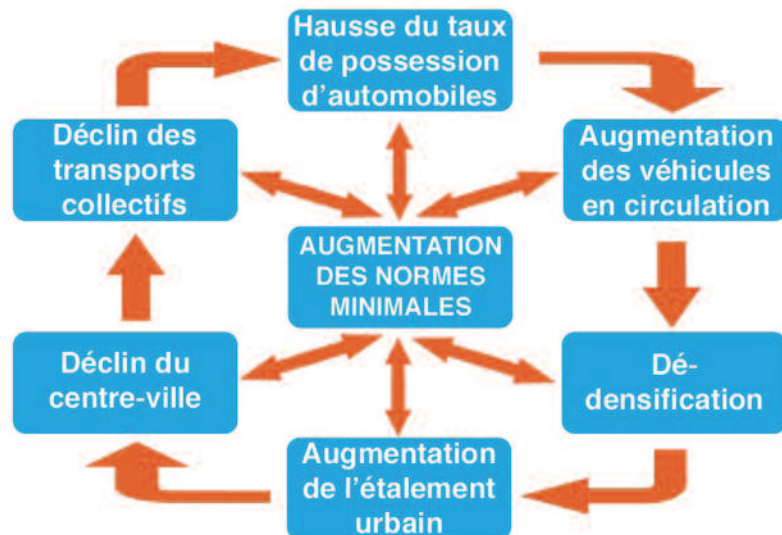 Hausse du taux
de possession
d’automobiles
Déclin des
transports
collectifs
Augmentation
des véhicules
en circulation
AUGMENTATION
DES NORMES
MINIMALES
Déclin du
centre-ville
Dé-
densification
Augmentation
de l’étalement
urbain